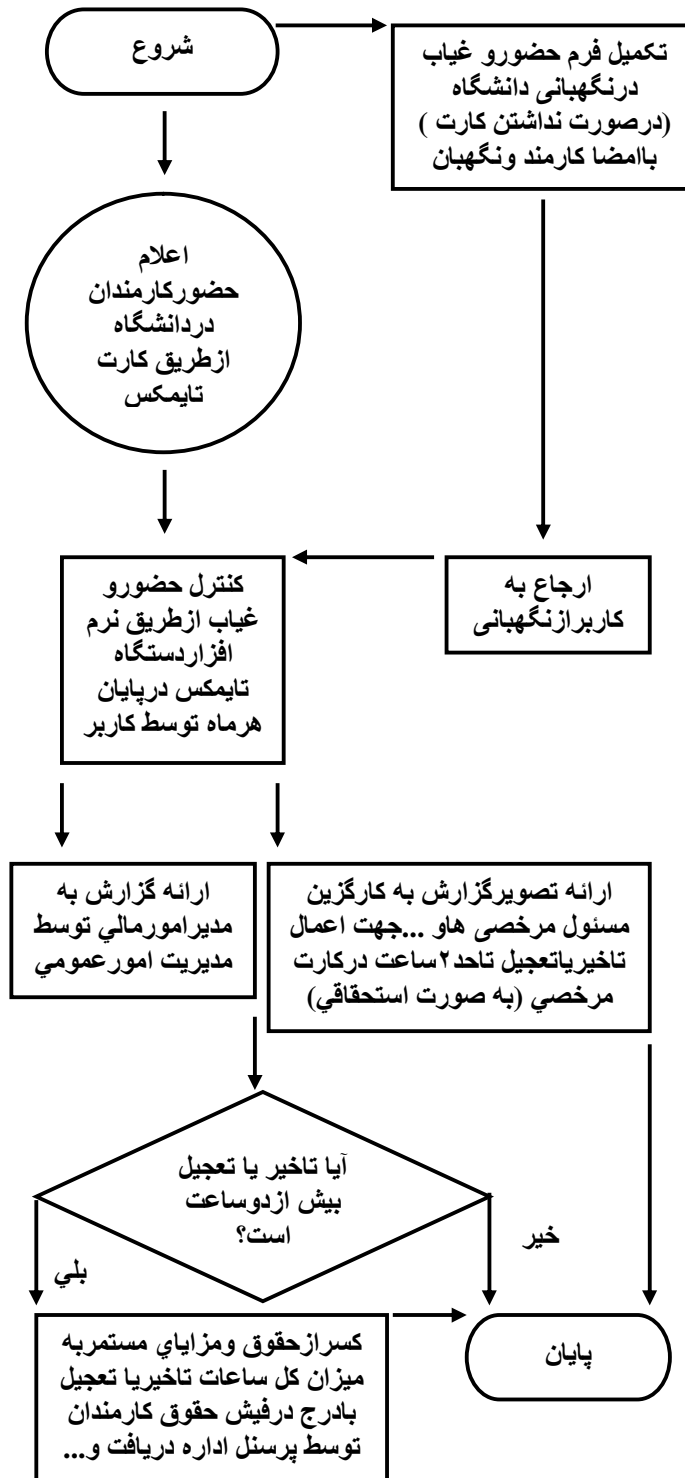 شروع
تکمیل فرم حضورو غیاب
درنگهبانی دانشگاه
(درصورت نداشتن کارت )
باامضا کارمند ونگهبان
اعلام
حضورکارمندان
دردانشگاه
ازطریق کارت
تایمکس
کنترل حضورو
غیاب ازطریق نرم
افزاردستگاه
تایمکس درپایان
هرماه توسط کاربر
ارجاع به
کاربرازنگهبانی
ارائه گزارش به
مدیرامورمالي توسط
مدیریت امورعمومي
ارائه تصویرگزارش به کارگزین
مسئول مرخصی هاو ...جهت اعمال
تاخیریاتعجیل تاحد۲ساعت درکارت
مرخصي (به صورت استحقاقي)
آیا تاخیر یا تعجیل
بیش ازدوساعت
است؟
بلي
خیر
کسرازحقوق ومزایاي مستمربه
میزان کل ساعات تاخیریا تعجیل
بادرج درفیش حقوق کارمندان
توسط پرسنل اداره دریافت و...
پایان